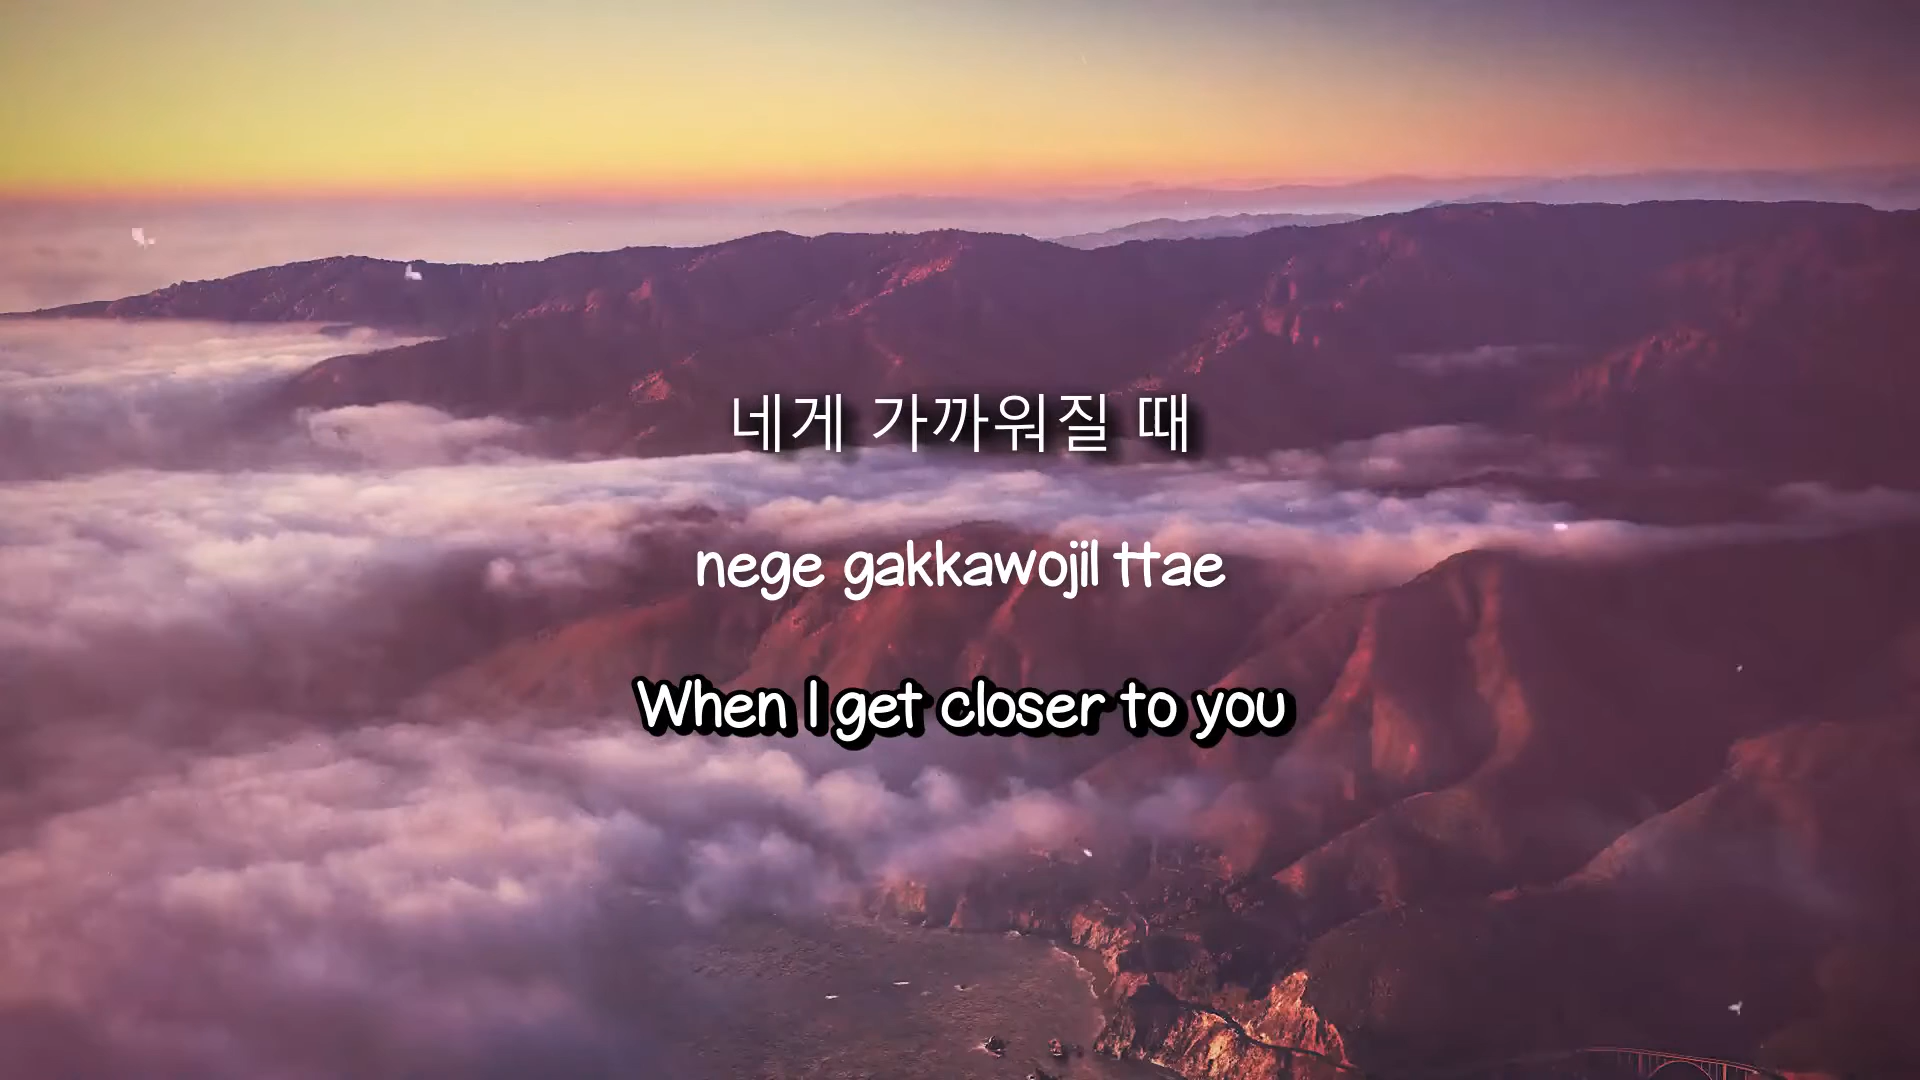 네게 가까워질 때
nege gakkawojil ttae
When I get closer to you